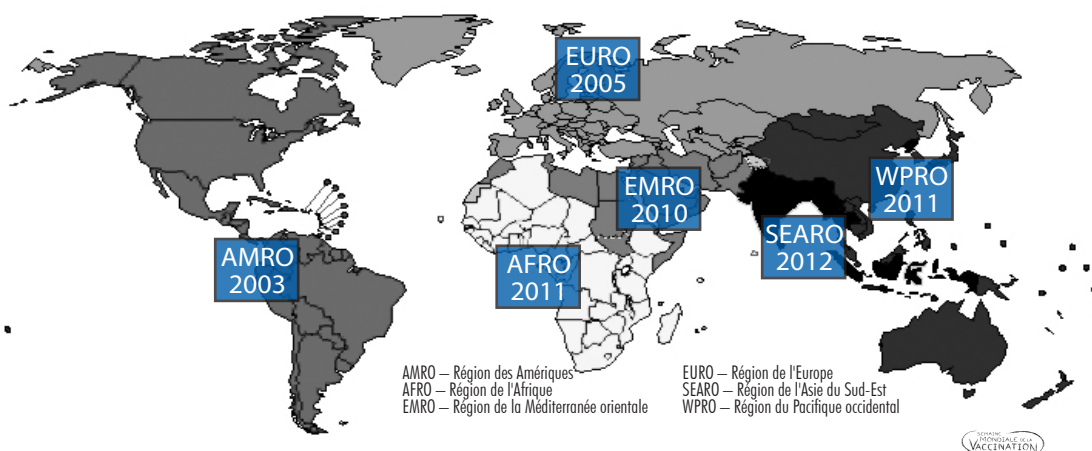 EURO
2005
EMRO
2010
WPRO
2011
SEARO
2012
AMRO
2003
AFRO
2011
AMRO – Région des Amériques
AFRO – Région de l'Afrique
EMRO – Région de la Méditerranée orientale
EURO – Région de l'Europe
SEARO – Région de l'Asie du Sud-Est
WPRO – Région du Pacifique occidental
SEMAINE
MONDIALE DE LA
VACCINATION